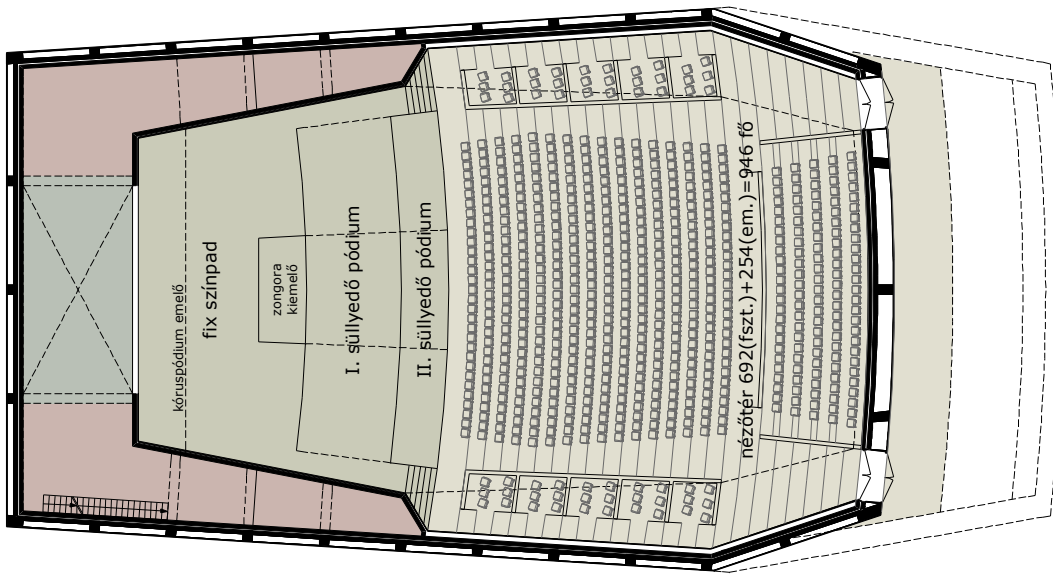 kóruspódium emelő
fix színpad
zongora
kiemelő
I. süllyedő pódium
II. süllyedő pódium
nézőtér 692(fszt.)+254(em.)=946 fő